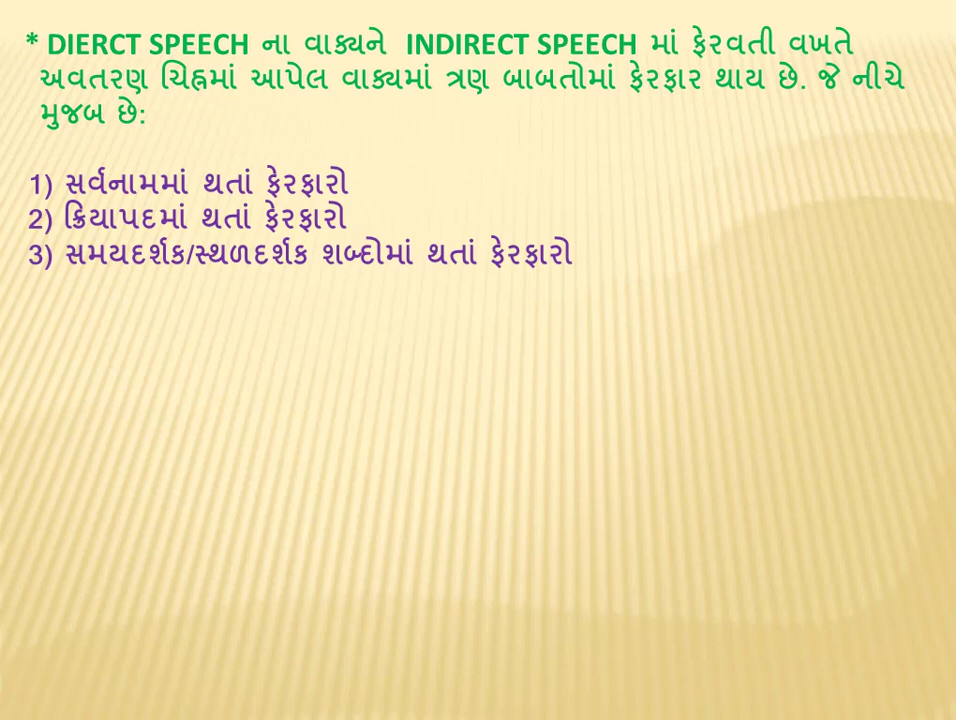 * DIERCT SPEECH ના વાક્યને INDIRECT SPEECH માં ફેરવતી વખતે
અવતરણ ચિહ્નમાં આપેલ વાક્યમાં ત્રણ બાબતોમાં ફેરફાર થાય છે. જે નીચે
મુજબ છે:
1) સર્વનામમાં થતાં ફેરફારો
2) ક્રિયાપદમાં થતાં ફેરફારો
3) સમયદર્શક/સ્થળદર્શક શબ્દોમાં થતાં ફેરફારો